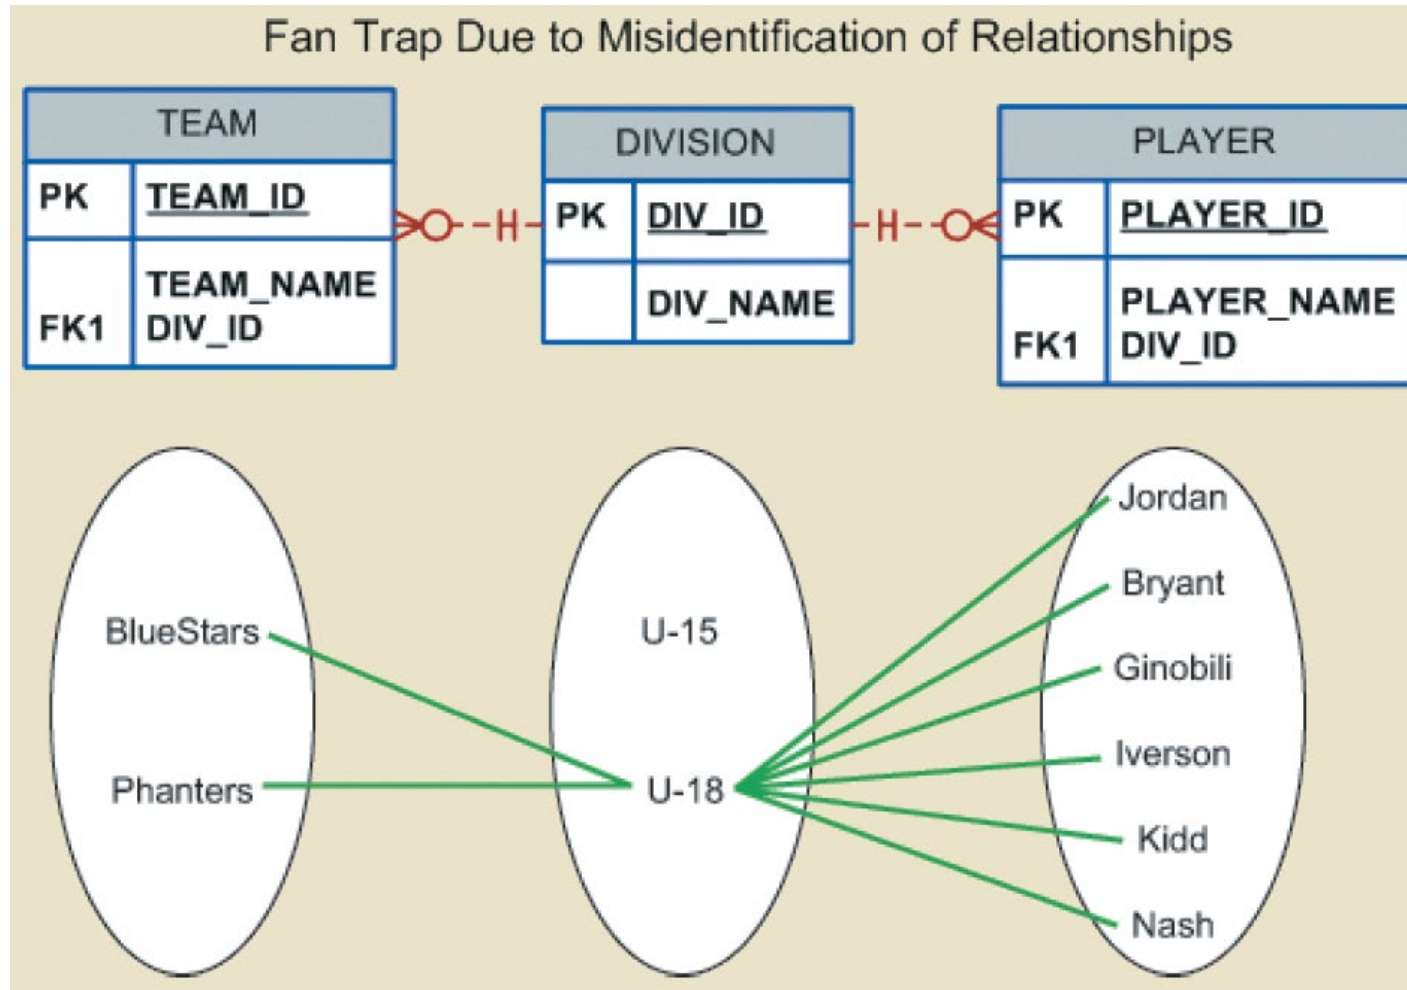 Fan Trap Due to Misidentification of Relationships
TEAM
PK TEAM_ID
TEAM_NAME
FK1 DIV_ID
DIVISION
PK DIV_ID
DIV_NAME
PLAYER
PK PLAYER_ID
PLAYER_NAME
FK1 DIV_ID
BlueStars
Phanters
U-15
U-18
Jordan
Bryant
Ginobili
Iverson
Kidd
Nash